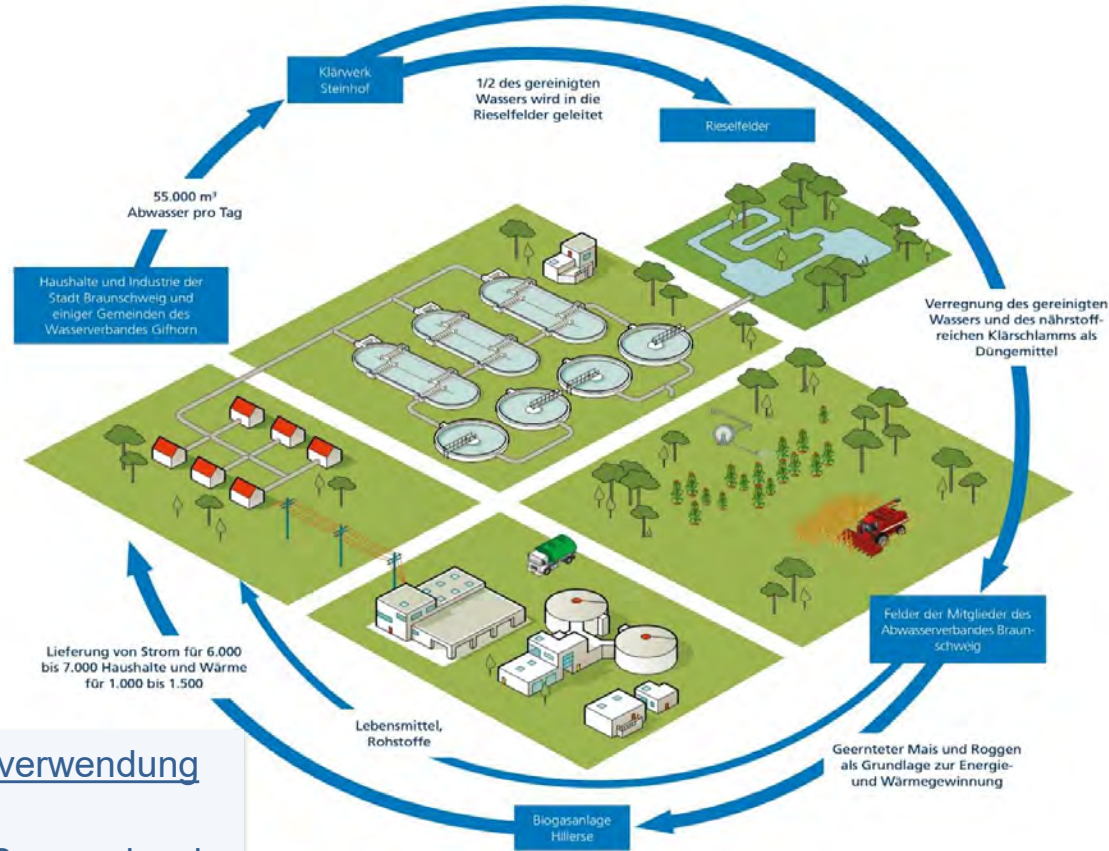 Klärwerk
Steinhof
1/2 des gereinigten
Wassers wird in die
Rieselfelder geleitet
Rieselfelder
55.000 m³
Abwasser pro Tag
Haushalte und Industrie der
Stadt Braunschweig und
einiger Gemeinden des
Wasserverbandes Gifhorn
Verregnung des gereinigten
Wassers und des nährstoff-
reichen Klärschlamms als
Düngemittel
Felder der Mitglieder des
Abwasserverbandes Braun-
schweig
Lieferung von Strom für 6.000
bis 7.000 Haushalte und Wärme
für 1.000 bis 1.500
Lebensmittel,
Rohstoffe
Geernteter Mais und Roggen
als Grundlage zur Energie-
und Wärmegewinnung
Biogasanlage
Hillerse
verwendung